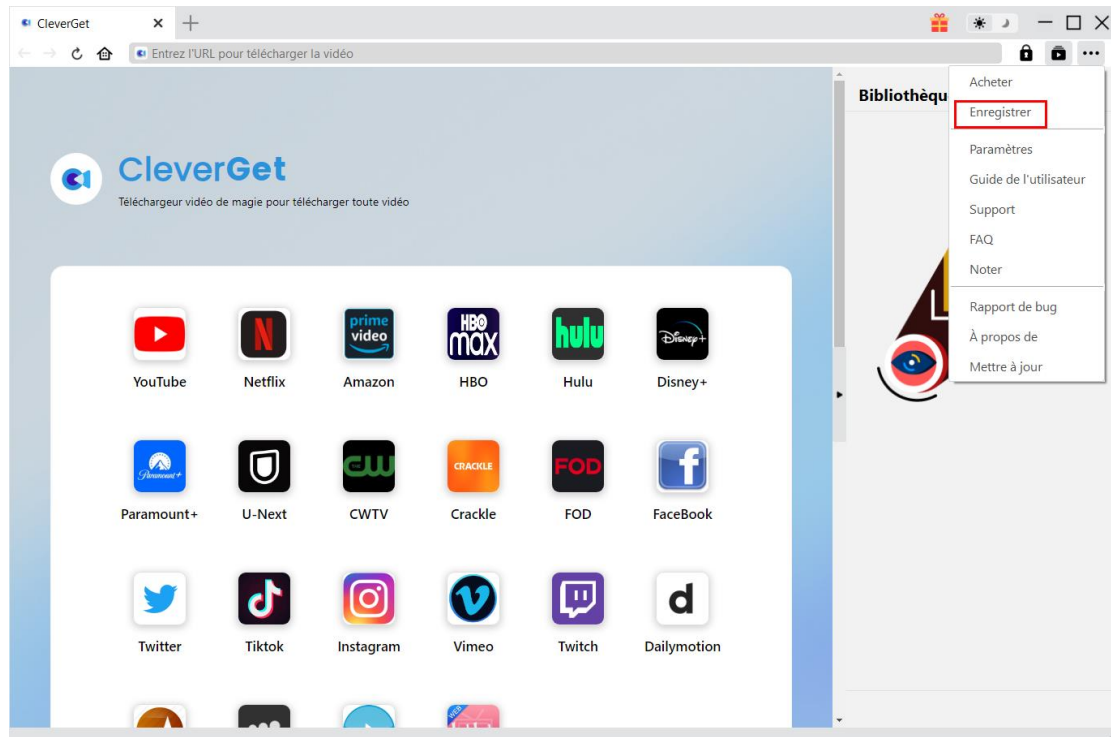 CleverGet
Entrez l'URL pour télécharger la vidéo
Acheter
Bibliothèqu
Enregistrer
Paramètres
Guide de l'utilisateur
Support
FAQ
Noter
Rapport de bug
À propos de
Mettre à jour
CleverGet
Téléchargeur vidéo de magie pour télécharger toute vidéo
prime video
HBO max
hulu
Disney+
YouTube
Netflix
Amazon
HBO
Hulu
Disney+
Paramount+
THE CW
CRACKLE
FOD
Paramount+
U-Next
CWTV
Crackle
FOD
FaceBook
Twitter
Tiktok
Instagram
Vimeo
Twitch
Dailymotion
WEB